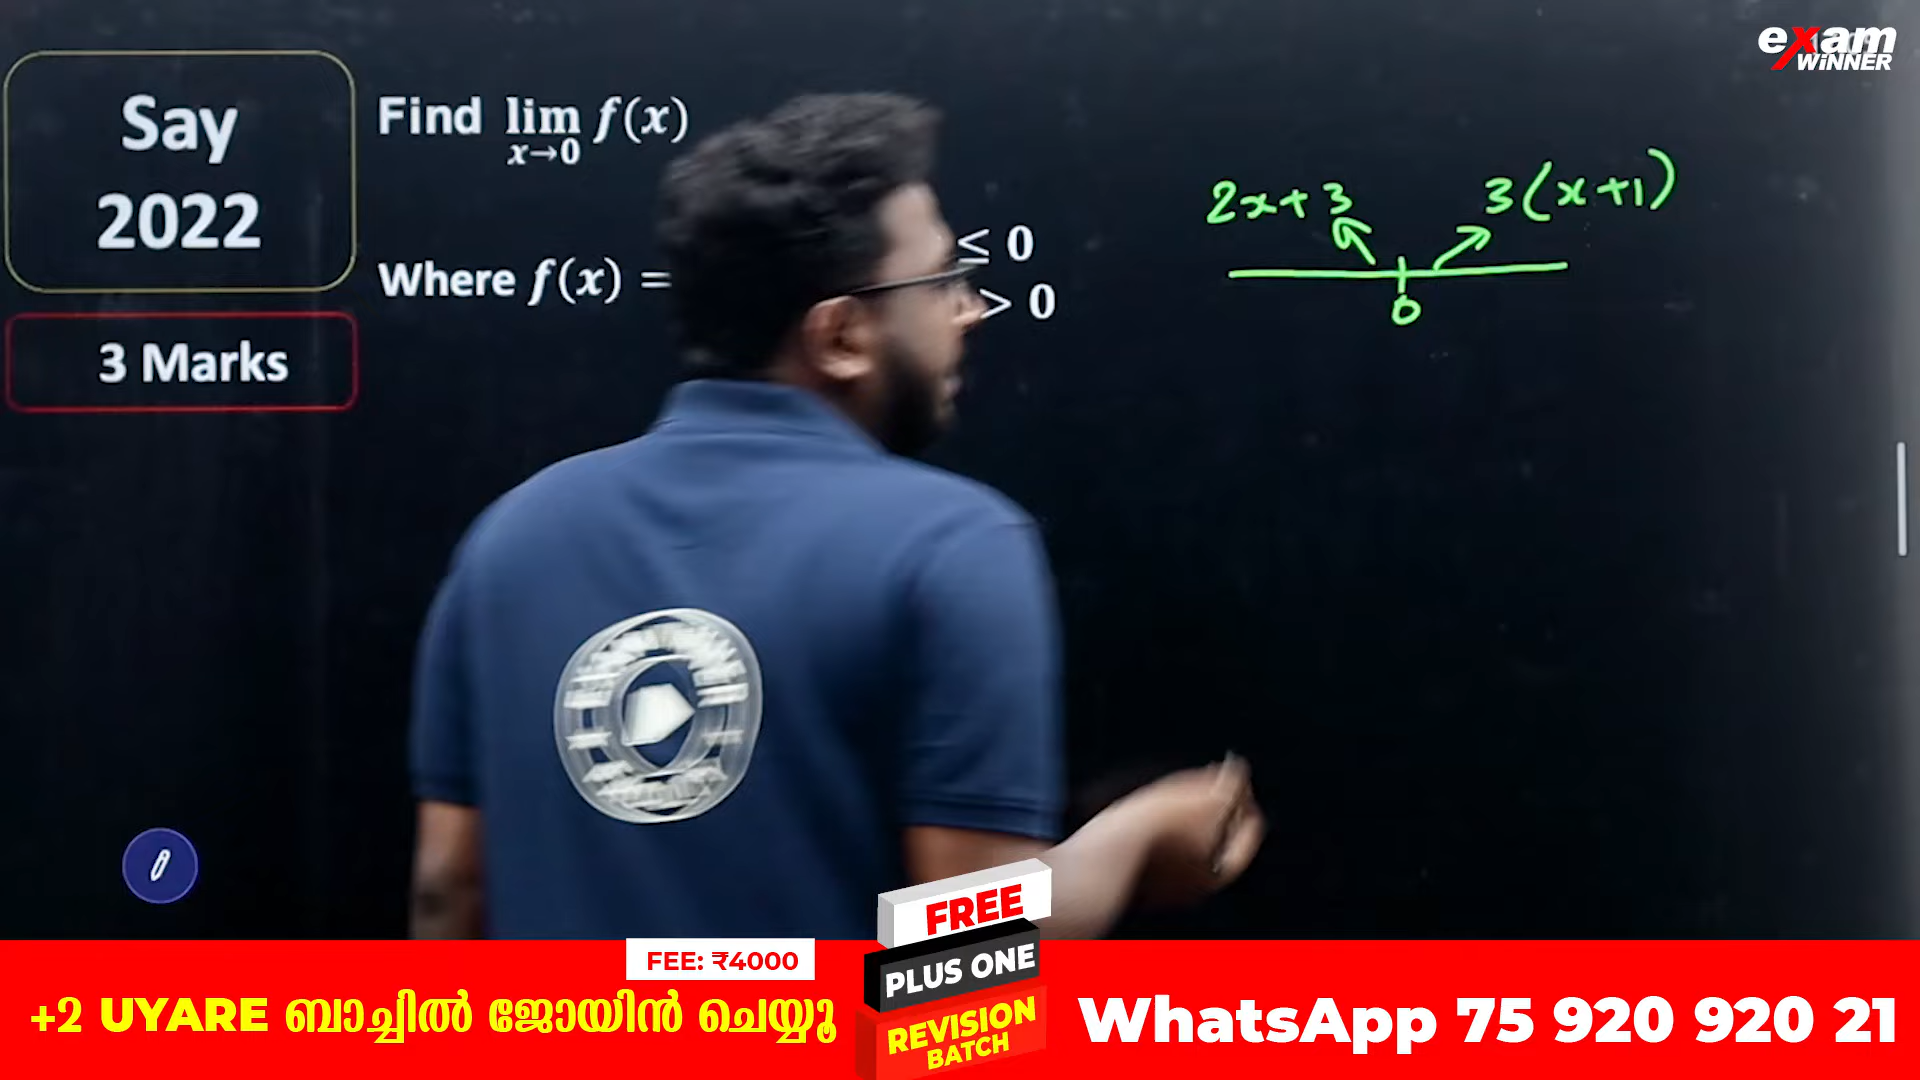 exam
WiNNER
Say
2022
3 Marks
Find lim f(x)
x→0
Where f(x) =
≤ 0
> 0
2x+3
3(x+1)
0
FREE
PLUS ONE
REVISION
BATCH
FEE: ₹4000
+2 UYARE ബാച്ചിൽ ജോയിൻ ചെയ്യൂ
WhatsApp 75 920 920 21